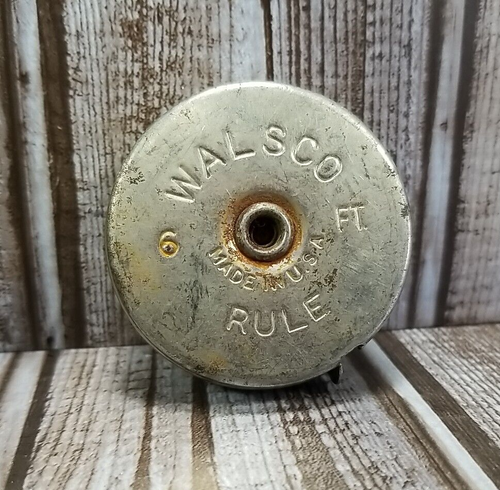 WALSCO
6 FT.
MADE IN U.S.A.
RULE